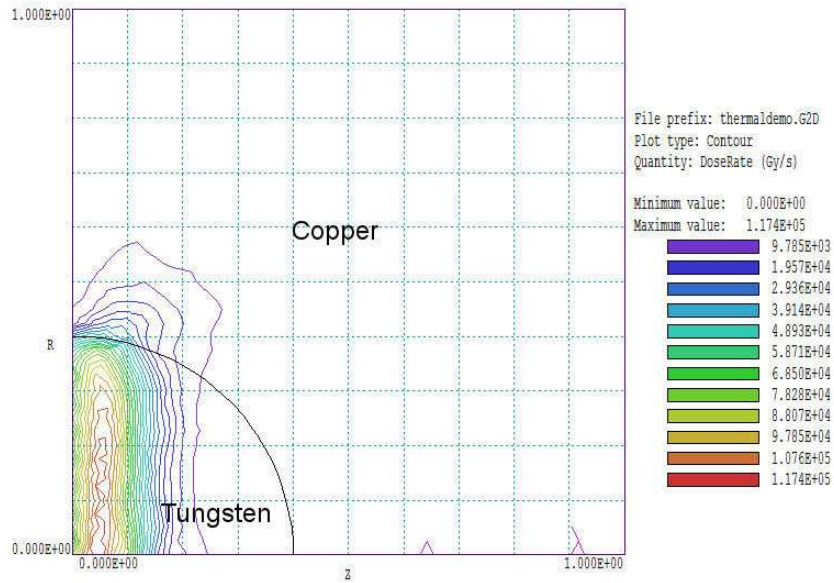 1.000E+00
File prefix: thermaldemo.G2D
Plot type: Contour
Quantity: DoseRate (Gy/s)
Minimum value: 0.000E+00
Maximum value: 1.174E+05
9.785E+03
1.957E+04
2.936E+04
3.914E+04
4.893E+04
5.871E+04
6.850E+04
7.828E+04
8.807E+04
9.785E+04
1.076E+05
1.174E+05
Copper
R
Tungsten
0.000E+00
0.000E+00
Z
1.000E+00